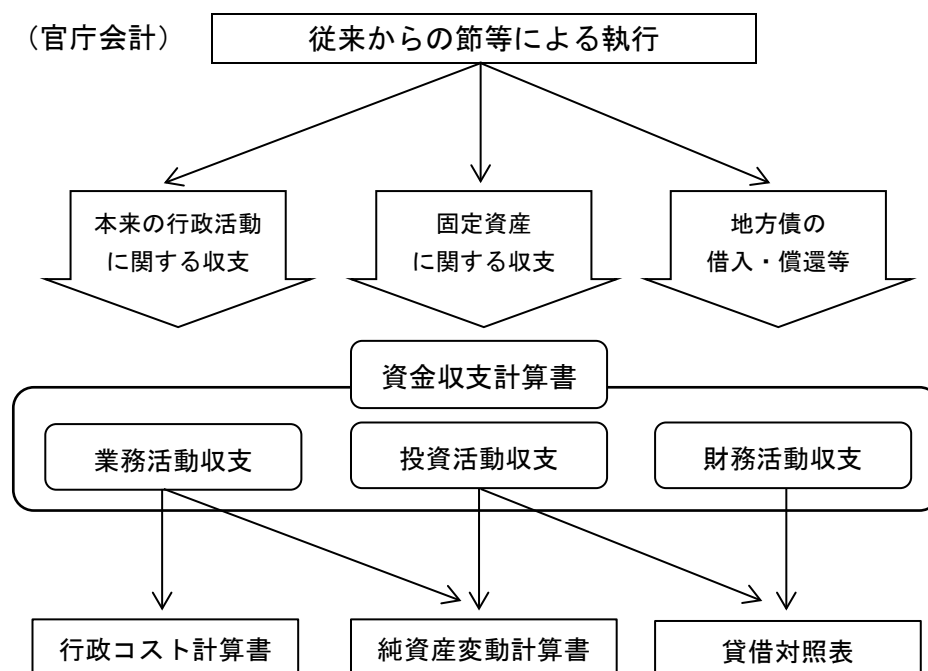 （官庁会計）
従来からの節等による執行
本来の行政活動
に関する収支
固定資産
に関する収支
地方債の
借入・償還等
資金収支計算書
業務活動収支
投資活動収支
財務活動収支
行政コスト計算書
純資産変動計算書
貸借対照表